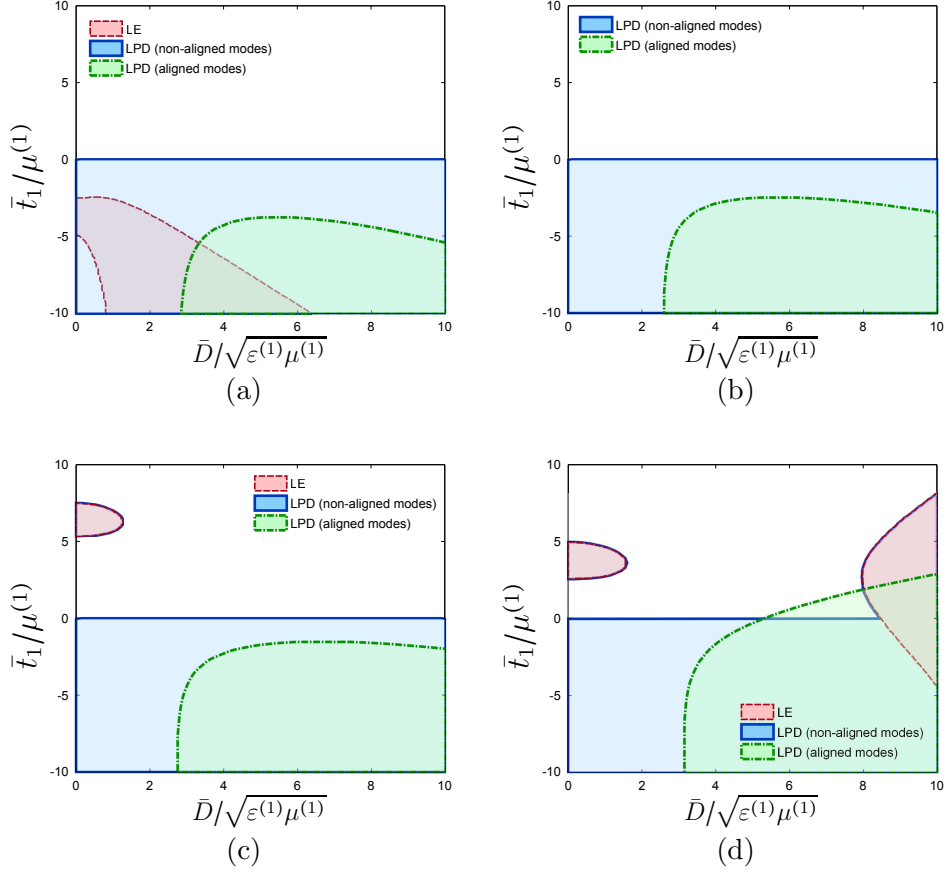 10
5
0
-5
-10
0 2 4 6 8 10
LE
LPD (non-aligned modes)
LPD (aligned modes)
t̄₁/μ⁽¹⁾
D̄/√ε⁽¹⁾μ⁽¹⁾
(a)
10
5
0
-5
-10
0 2 4 6 8 10
LPD (non-aligned modes)
LPD (aligned modes)
t̄₁/μ⁽¹⁾
D̄/√ε⁽¹⁾μ⁽¹⁾
(b)
10
5
0
-5
-10
0 2 4 6 8 10
LE
LPD (non-aligned modes)
LPD (aligned modes)
t̄₁/μ⁽¹⁾
D̄/√ε⁽¹⁾μ⁽¹⁾
(c)
10
5
0
-5
-10
0 2 4 6 8 10
LE
LPD (non-aligned modes)
LPD (aligned modes)
t̄₁/μ⁽¹⁾
D̄/√ε⁽¹⁾μ⁽¹⁾
(d)